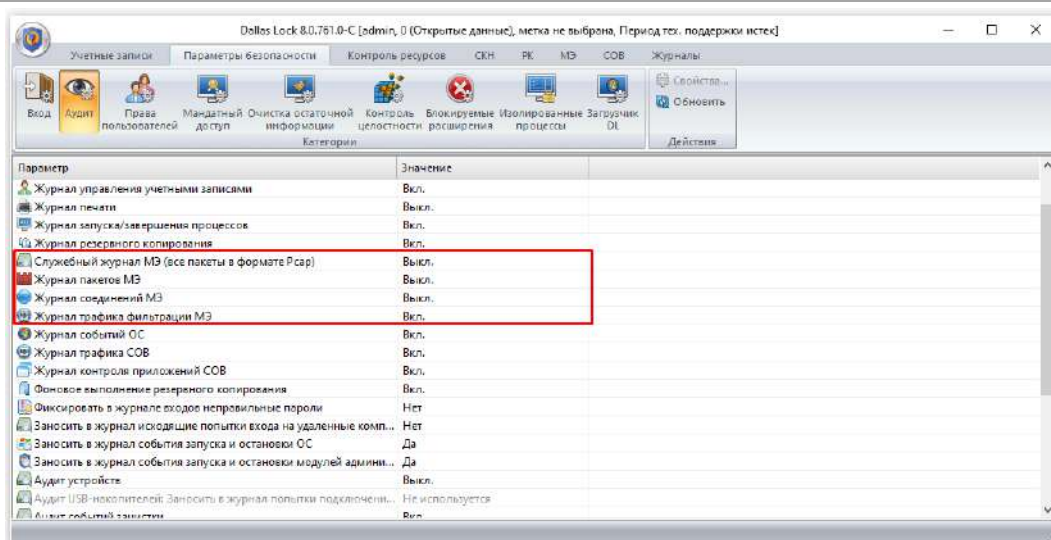 Dallas Lock 8.0.761.0-C [admin, 0 (Открытые данные), метка не выбрана, Период тех. поддержки истек]
Учетные записи Параметры безопасности Контроль ресурсов СКН РК МЭ СОВ Журналы
Вход Аудит Права пользователей Мандатный доступ Очистка остаточной информации Контроль целостности Блокируемые расширения Изолированные процессы Загрузчик DL
Свойства...
Обновить
Категории Действия
Параметр Значение
Журнал управления учетными записями Вкл.
Журнал печати Выкл.
Журнал запуска/завершения процессов Вкл.
Журнал резервного копирования Вкл.
Служебный журнал МЭ (все пакеты в формате Pcap) Выкл.
Журнал пакетов МЭ Выкл.
Журнал соединений МЭ Выкл.
Журнал трафика фильтрации МЭ Вкл.
Журнал событий ОС Вкл.
Журнал трафика СОВ Вкл.
Журнал контроля приложений СОВ Вкл.
Фоновое выполнение резервного копирования Вкл.
Фиксировать в журнале входов неправильные пароли Нет
Заносить в журнал исходящие попытки входа на удаленные комп... Нет
Заносить в журнал события запуска и остановки ОС Да
Заносить в журнал события запуска и остановки модулей админи... Да
Аудит устройств Выкл.
Аудит USB-накопителей: Заносить в журнал попытки подключени... Не используется
Аудит событий зачистки Вкл.